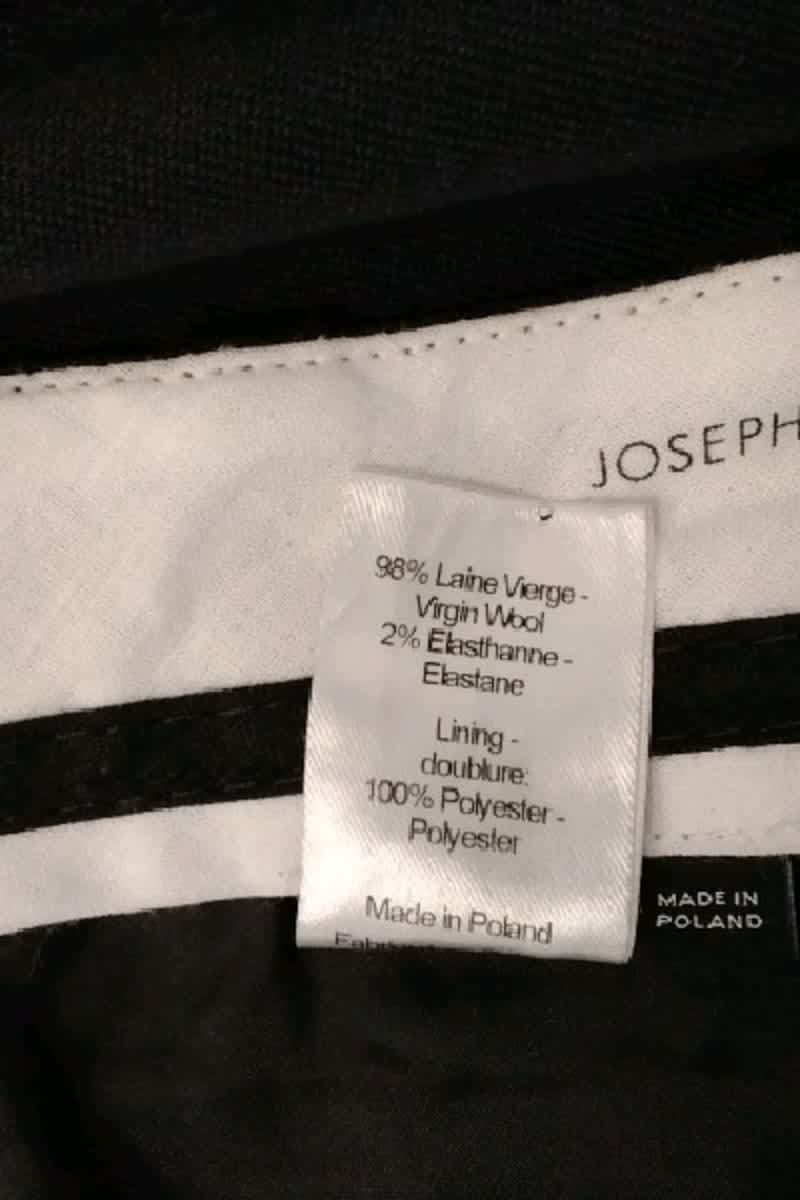 JOSEPH
98% Laine Vierge -
Virgin Wool
2% Elasthanne -
Elastane
Lining -
doublure:
100% Polyester -
Polyester
Made in Poland
MADE IN
POLAND